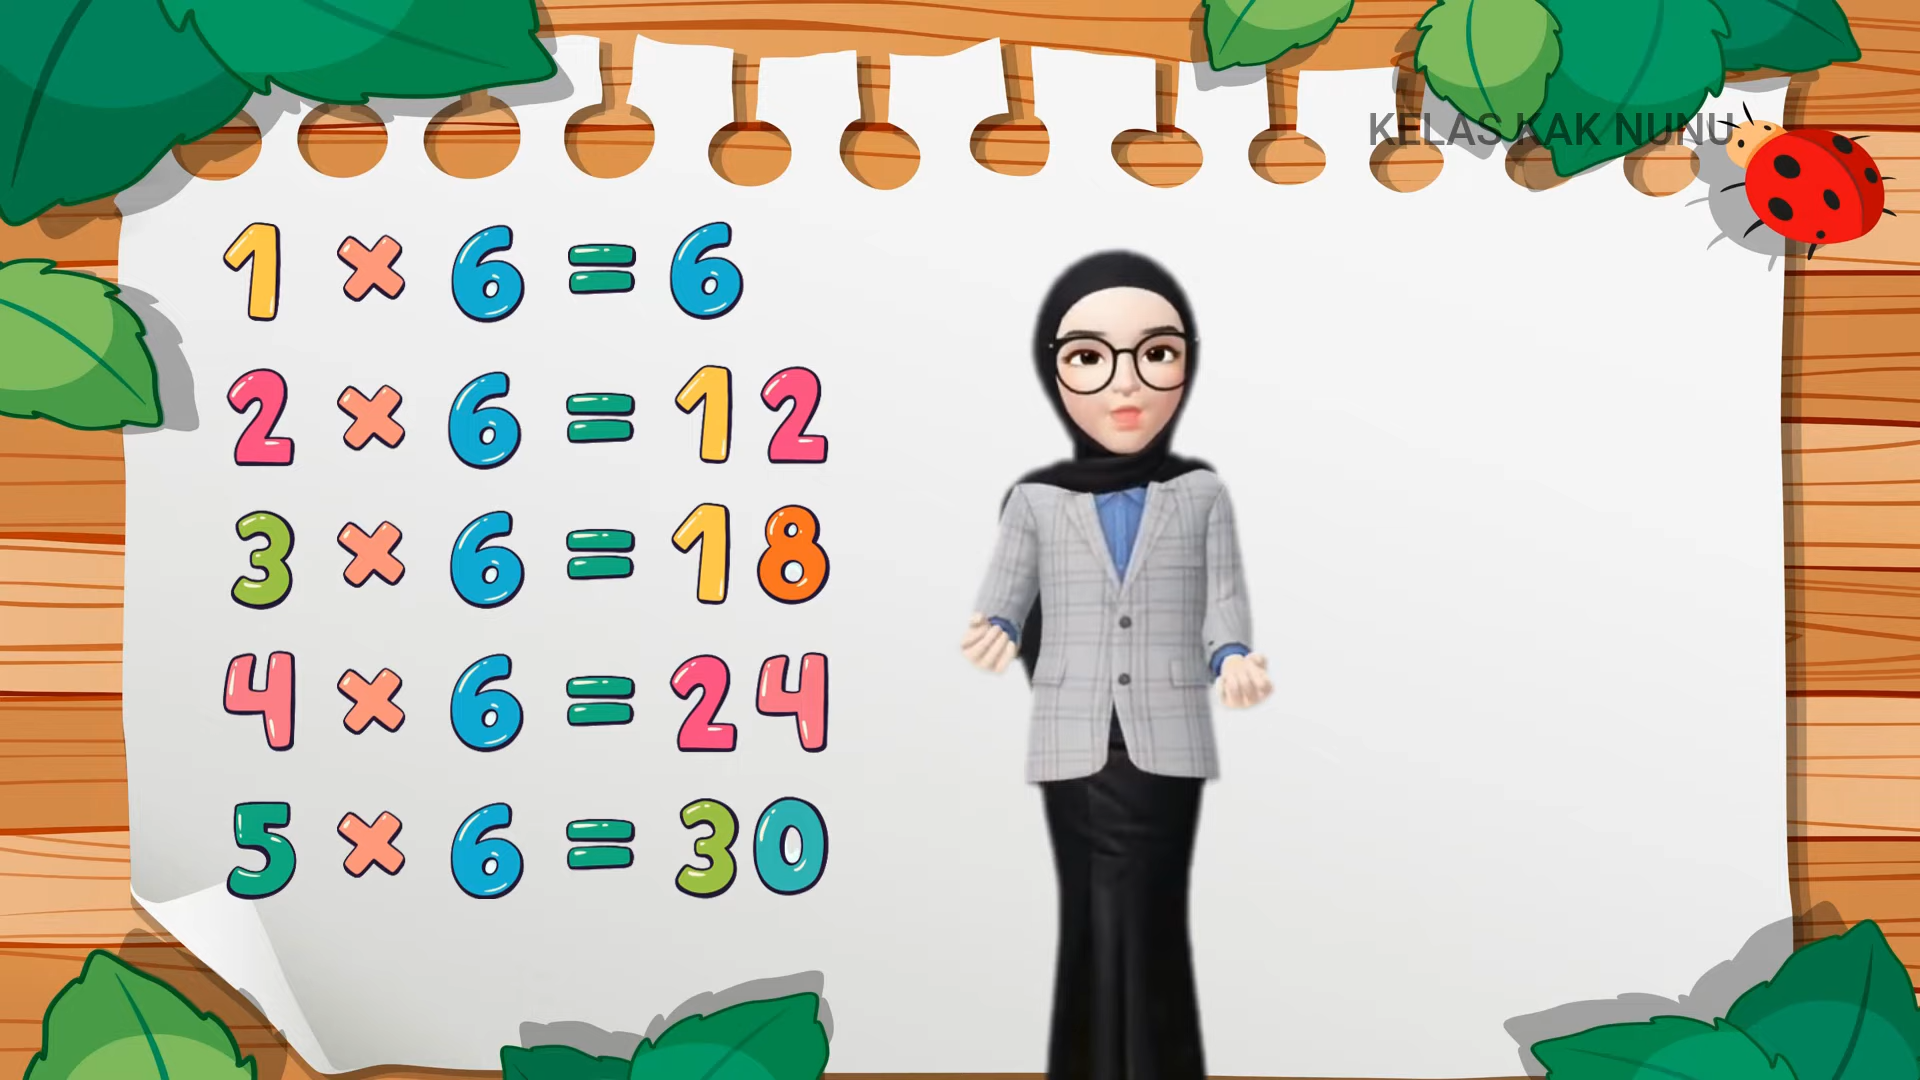 KELAS KAK NUNU
1 × 6 = 6
2 × 6 = 12
3 × 6 = 18
4 × 6 = 24
5 × 6 = 30